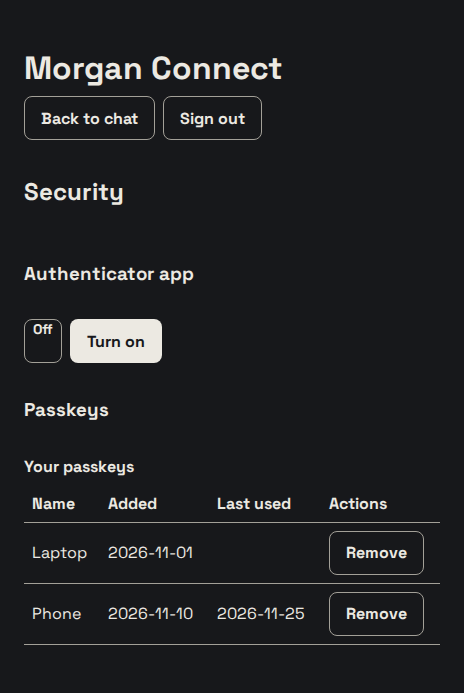 Morgan Connect
Back to chat Sign out
Security
Authenticator app
Off Turn on
Passkeys
Your passkeys
Name Added Last used Actions
Laptop 2026-11-01 Remove
Phone 2026-11-10 2026-11-25 Remove